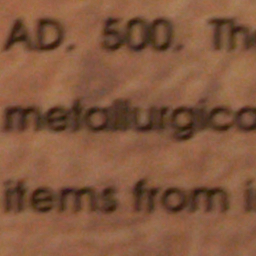 AD. 500. The
metallurgica
items from i